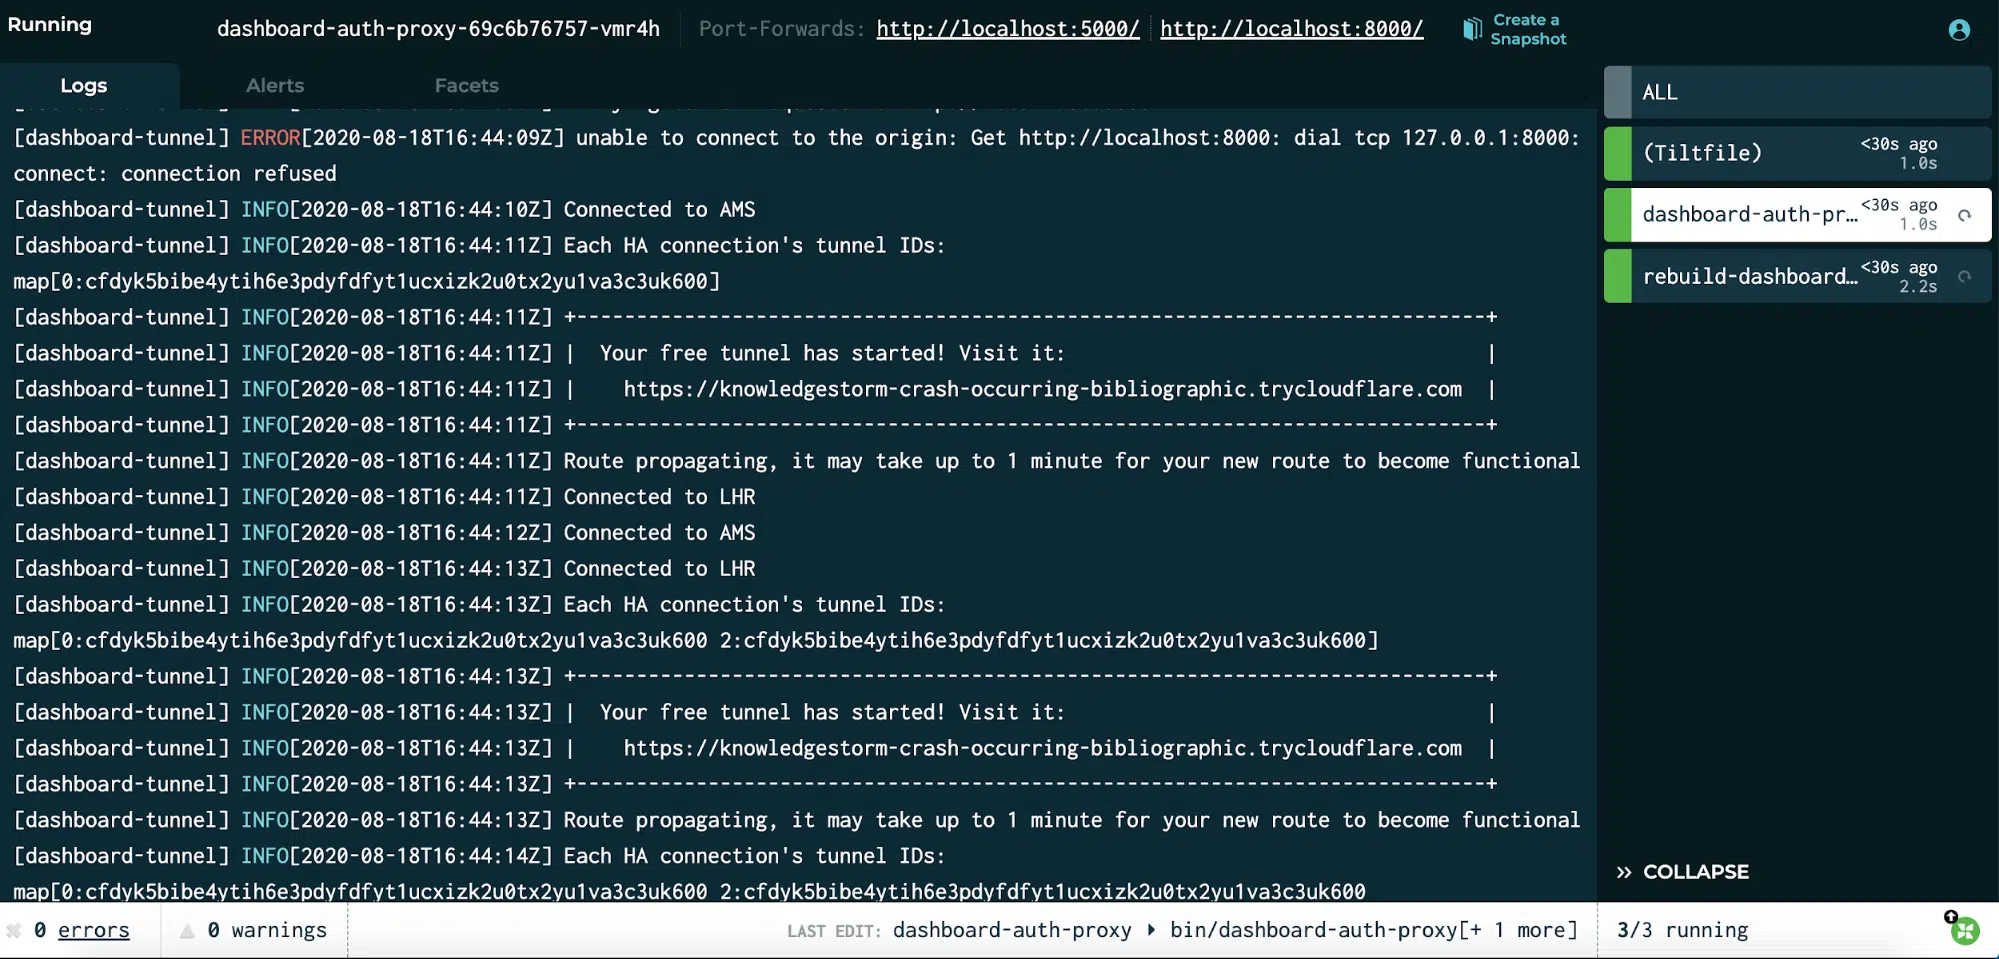 Running
dashboard-auth-proxy-69c6b76757-vmr4h
Port-Forwards: http://localhost:5000/ http://localhost:8000/
Create a
Snapshot
Logs Alerts Facets
[dashboard-tunnel] ERROR[2020-08-18T16:44:09Z] unable to connect to the origin: Get http://localhost:8000: dial tcp 127.0.0.1:8000:
connect: connection refused
[dashboard-tunnel] INFO[2020-08-18T16:44:10Z] Connected to AMS
[dashboard-tunnel] INFO[2020-08-18T16:44:11Z] Each HA connection's tunnel IDs:
map[0:cfdyk5bibe4ytih6e3pdyfdfyt1ucxizk2u0tx2yu1va3c3uk600]
[dashboard-tunnel] INFO[2020-08-18T16:44:11Z] +----------------------------------------------------------------------------+
[dashboard-tunnel] INFO[2020-08-18T16:44:11Z] |  Your free tunnel has started! Visit it:                                   |
[dashboard-tunnel] INFO[2020-08-18T16:44:11Z] |    https://knowledgestorm-crash-occurring-bibliographic.trycloudflare.com  |
[dashboard-tunnel] INFO[2020-08-18T16:44:11Z] +----------------------------------------------------------------------------+
[dashboard-tunnel] INFO[2020-08-18T16:44:11Z] Route propagating, it may take up to 1 minute for your new route to become functional
[dashboard-tunnel] INFO[2020-08-18T16:44:11Z] Connected to LHR
[dashboard-tunnel] INFO[2020-08-18T16:44:12Z] Connected to AMS
[dashboard-tunnel] INFO[2020-08-18T16:44:13Z] Connected to LHR
[dashboard-tunnel] INFO[2020-08-18T16:44:13Z] Each HA connection's tunnel IDs:
map[0:cfdyk5bibe4ytih6e3pdyfdfyt1ucxizk2u0tx2yu1va3c3uk600 2:cfdyk5bibe4ytih6e3pdyfdfyt1ucxizk2u0tx2yu1va3c3uk600]
[dashboard-tunnel] INFO[2020-08-18T16:44:13Z] +----------------------------------------------------------------------------+
[dashboard-tunnel] INFO[2020-08-18T16:44:13Z] |  Your free tunnel has started! Visit it:                                   |
[dashboard-tunnel] INFO[2020-08-18T16:44:13Z] |    https://knowledgestorm-crash-occurring-bibliographic.trycloudflare.com  |
[dashboard-tunnel] INFO[2020-08-18T16:44:13Z] +----------------------------------------------------------------------------+
[dashboard-tunnel] INFO[2020-08-18T16:44:13Z] Route propagating, it may take up to 1 minute for your new route to become functional
[dashboard-tunnel] INFO[2020-08-18T16:44:14Z] Each HA connection's tunnel IDs:
map[0:cfdyk5bibe4ytih6e3pdyfdfyt1ucxizk2u0tx2yu1va3c3uk600 2:cfdyk5bibe4ytih6e3pdyfdfyt1ucxizk2u0tx2yu1va3c3uk600
ALL
(Tiltfile) <30s ago
1.0s
dashboard-auth-pr… <30s ago
1.0s
rebuild-dashboard… <30s ago
2.2s
» COLLAPSE
0 errors
0 warnings
LAST EDIT: dashboard-auth-proxy ▸ bin/dashboard-auth-proxy[+ 1 more]
3/3 running